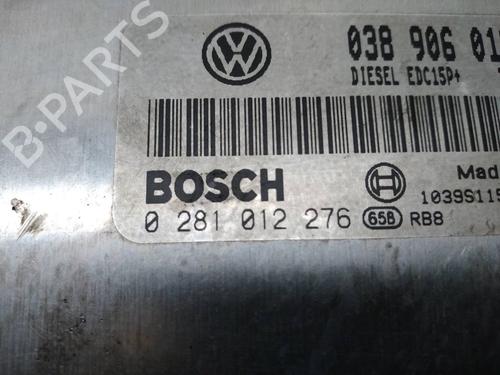 B-PARTS
038 906 01
DIESEL EDC15P+
BOSCH
Mad
0 281 012 276 65B RB8
1039S115